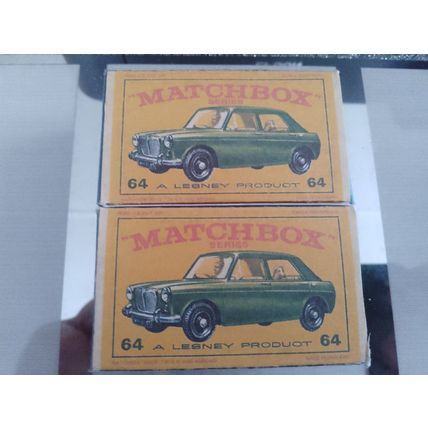 "MATCHBOX"
SERIES
64 A LESNEY PRODUCT 64
"MATCHBOX"
SERIES
64 A LESNEY PRODUCT 64